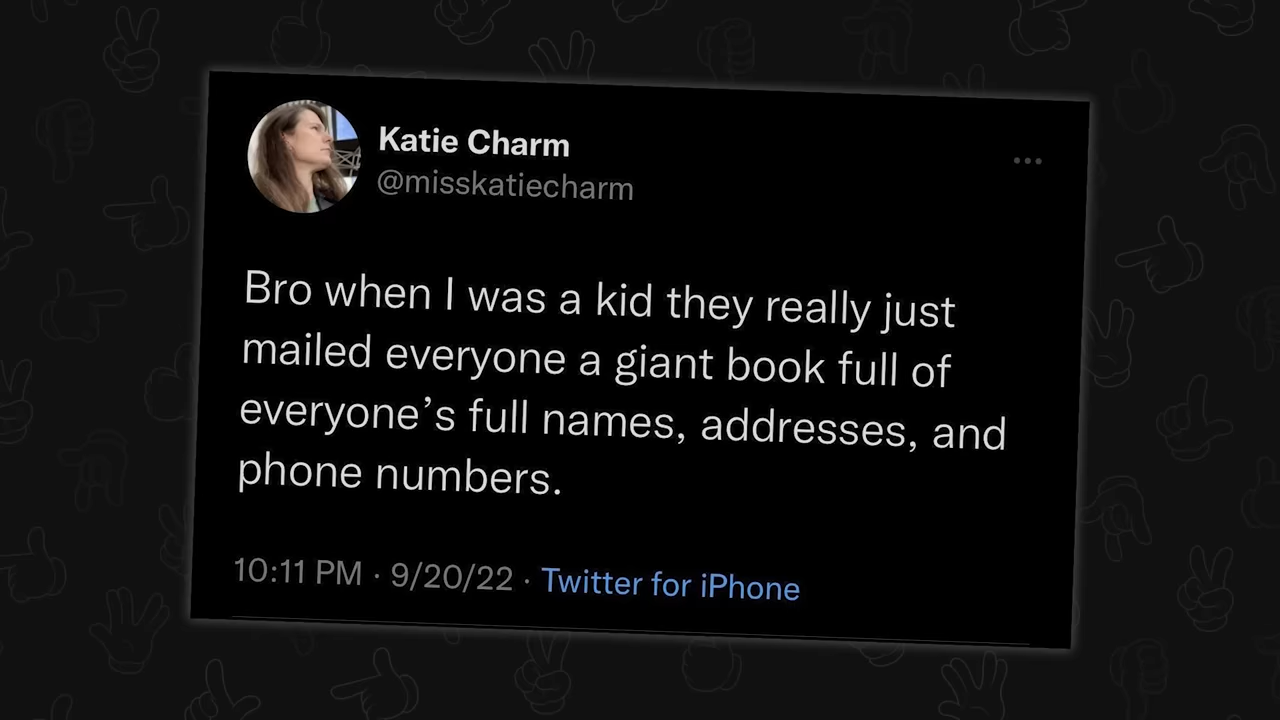 Katie Charm
@misskatiecharm
Bro when I was a kid they really just
mailed everyone a giant book full of
everyone’s full names, addresses, and
phone numbers.
10:11 PM · 9/20/22 · Twitter for iPhone